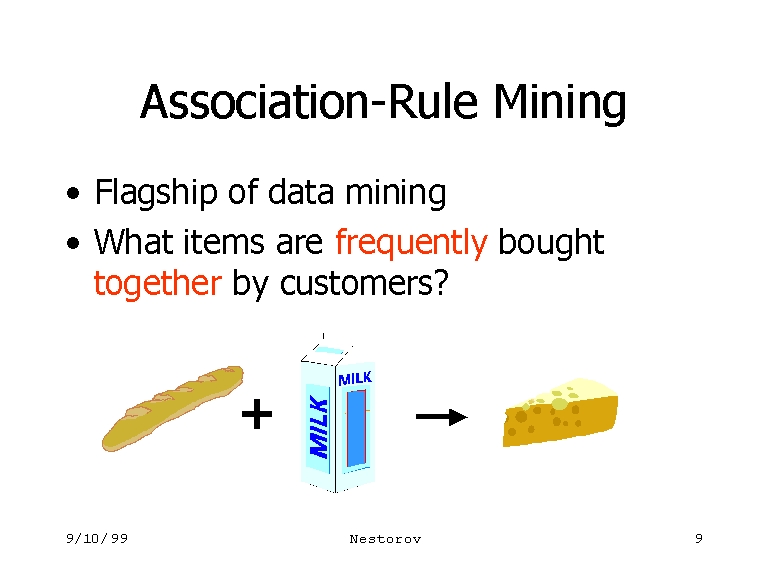 Association-Rule Mining
• Flagship of data mining
• What items are frequently bought
together by customers?
MILK
MILK
+
9/10/99
Nestorov
9